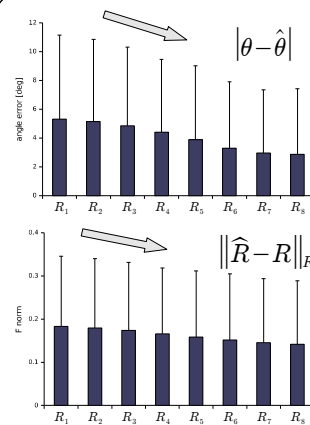 12
10
8
6
4
2
0
angle error [deg]
|θ−θ̂|
R₁ R₂ R₃ R₄ R₅ R₆ R₇ R₈
0.4
0.3
0.2
0.1
0
F norm
‖R̂−R‖F
R₁ R₂ R₃ R₄ R₅ R₆ R₇ R₈